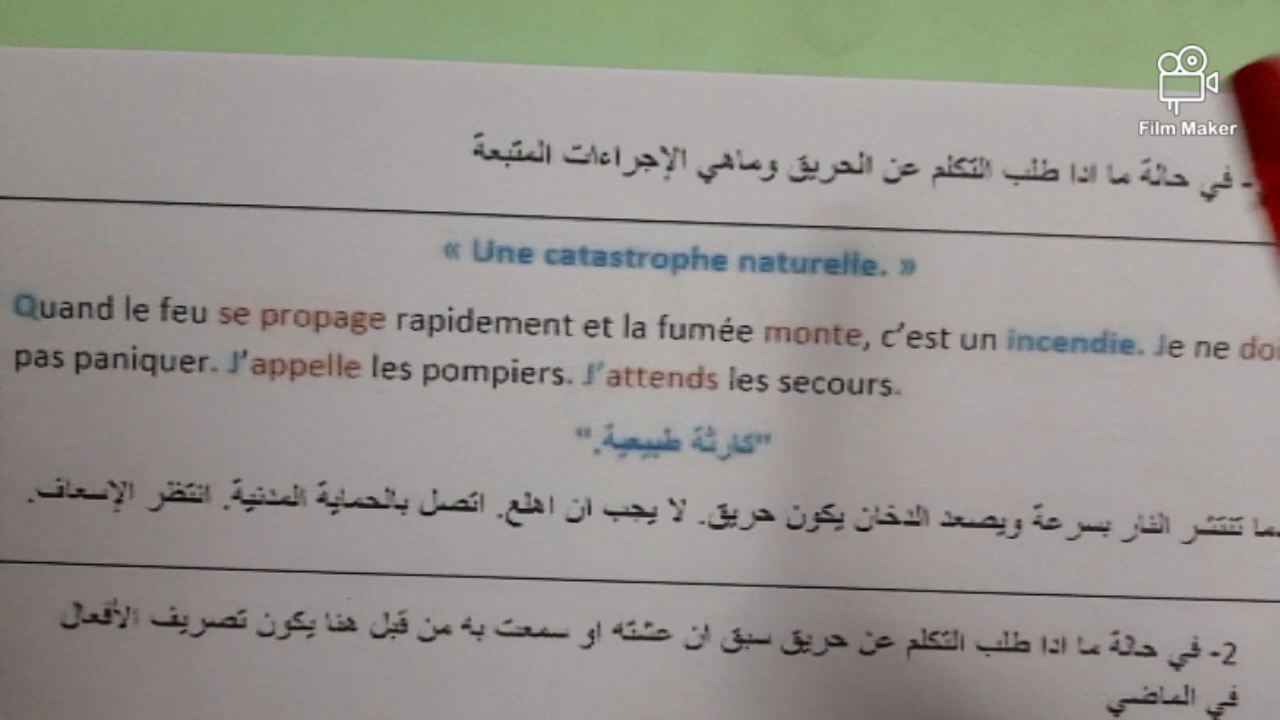 Film Maker
- في حالة ما اذا طلب التكلم عن الحريق وماهي الإجراءات المتبعة
« Une catastrophe naturelle. »
Quand le feu se propage rapidement et la fumée monte, c'est un incendie. Je ne doi
pas paniquer. J'appelle les pompiers. J'attends les secours.
"كارثة طبيعية."
ما تنتشر النار بسرعة ويصعد الدخان يكون حريق. لا يجب ان اهلع. اتصل بالحماية المدنية. انتظر الإسعاف.
2- في حالة ما اذا طلب التكلم عن حريق سبق ان عشته او سمعت به من قبل هنا يكون تصريف الأفعال
في الماضي